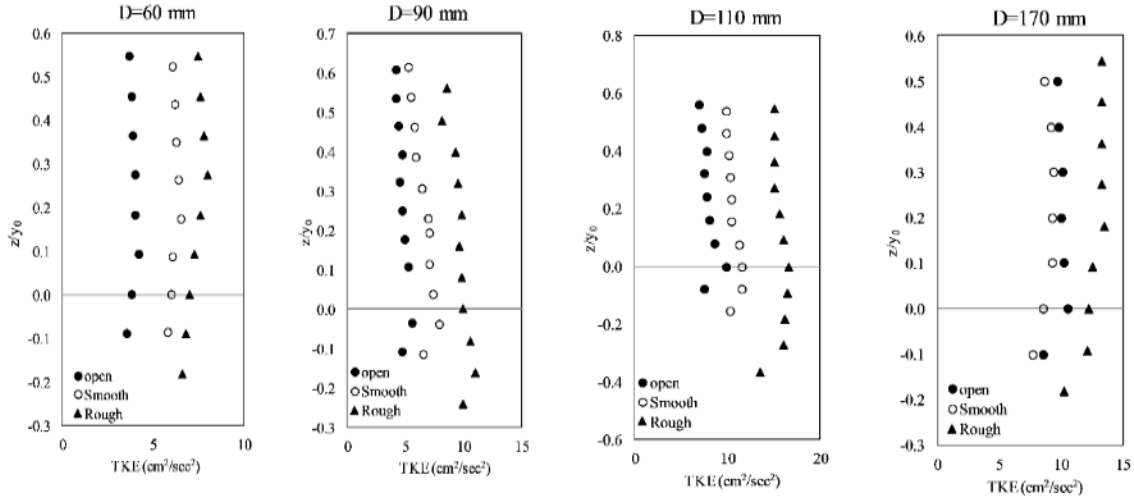 D=60 mm
0.6
0.5
0.4
0.3
0.2
0.1
0.0
-0.1
-0.2
-0.3
z/y0
open
Smooth
Rough
0 5 10
TKE (cm²/sec²)
D=90 mm
0.7
0.6
0.5
0.4
0.3
0.2
0.1
0.0
-0.1
-0.2
-0.3
z/y0
open
Smooth
Rough
0 5 10 15
TKE (cm²/sec²)
D=110 mm
0.8
0.6
0.4
0.2
0.0
-0.2
-0.4
-0.6
z/y0
open
Smooth
Rough
0 10 20
TKE (cm²/sec²)
D=170 mm
0.6
0.5
0.4
0.3
0.2
0.1
0.0
-0.1
-0.2
-0.3
z/y0
open
Smooth
Rough
0 5 10 15
TKE (cm²/sec²)